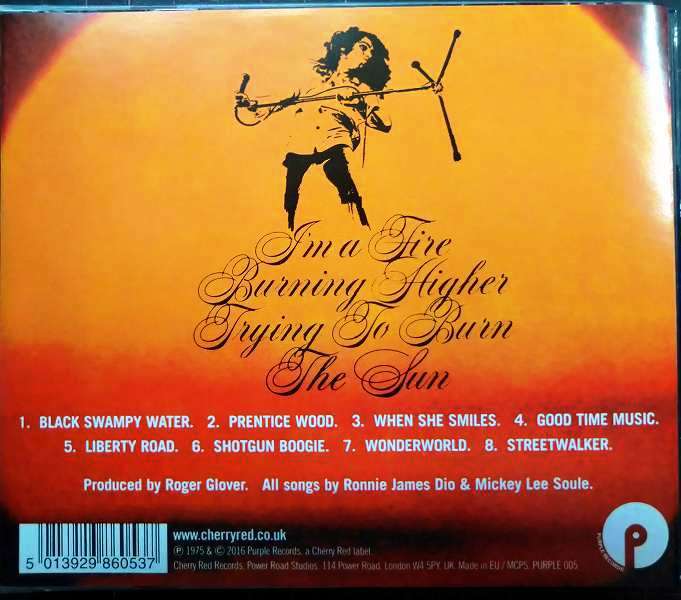 I'm a Fire
Burning Higher
Trying To Burn
The Sun
1. BLACK SWAMPY WATER. 2. PRENTICE WOOD. 3. WHEN SHE SMILES. 4. GOOD TIME MUSIC.
5. LIBERTY ROAD. 6. SHOTGUN BOOGIE. 7. WONDERWORLD. 8. STREETWALKER.
Produced by Roger Glover. All songs by Ronnie James Dio & Mickey Lee Soule.
www.cherryred.co.uk
℗ 1975 & © 2016 Purple Records, a Cherry Red label
Cherry Red Records, Power Road Studios, 114 Power Road, London W4 5PY, UK. Made in EU / MCPS. PURPLE 005
5 013929 860537
P
PURPLE RECORDS